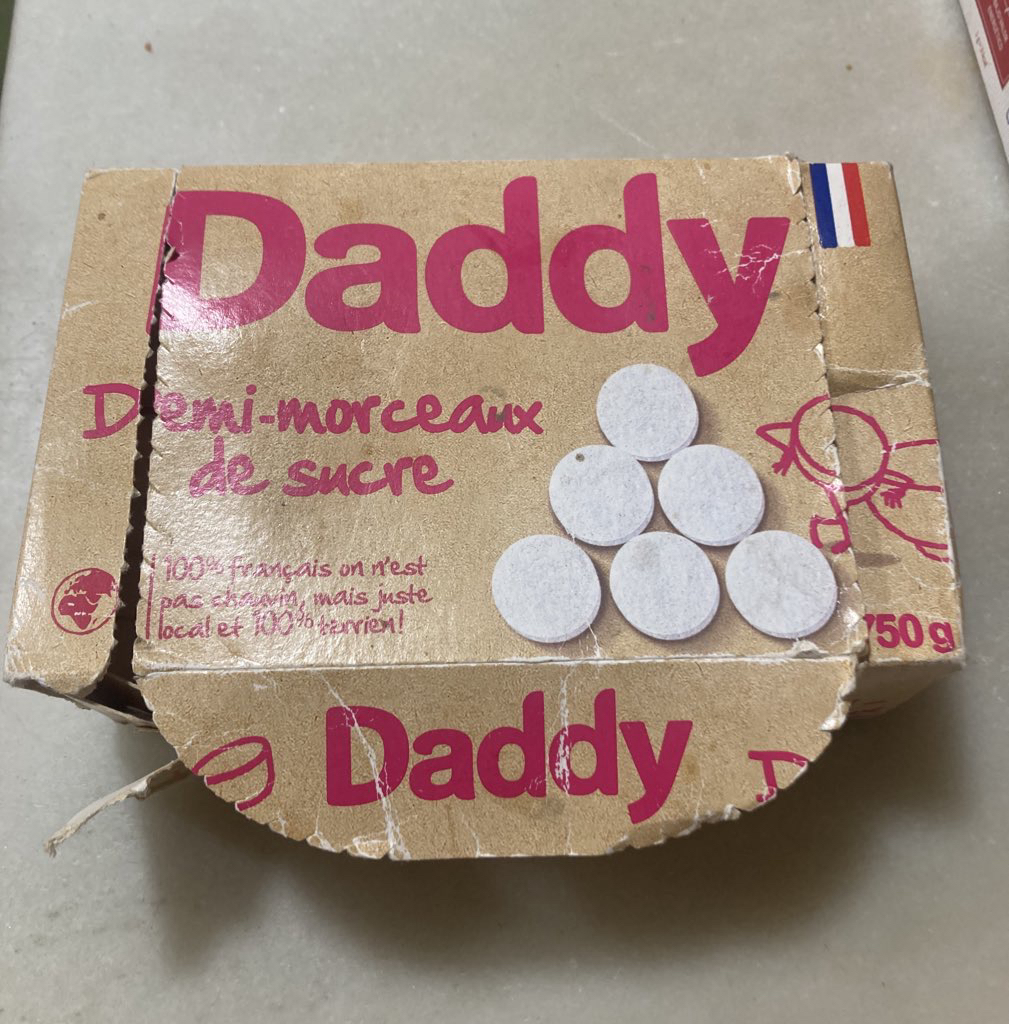 Daddy
Demi-morceaux
de sucre
100% français on n'est
pas chauvin, mais juste
local et 100% terrien!
750 g
Daddy